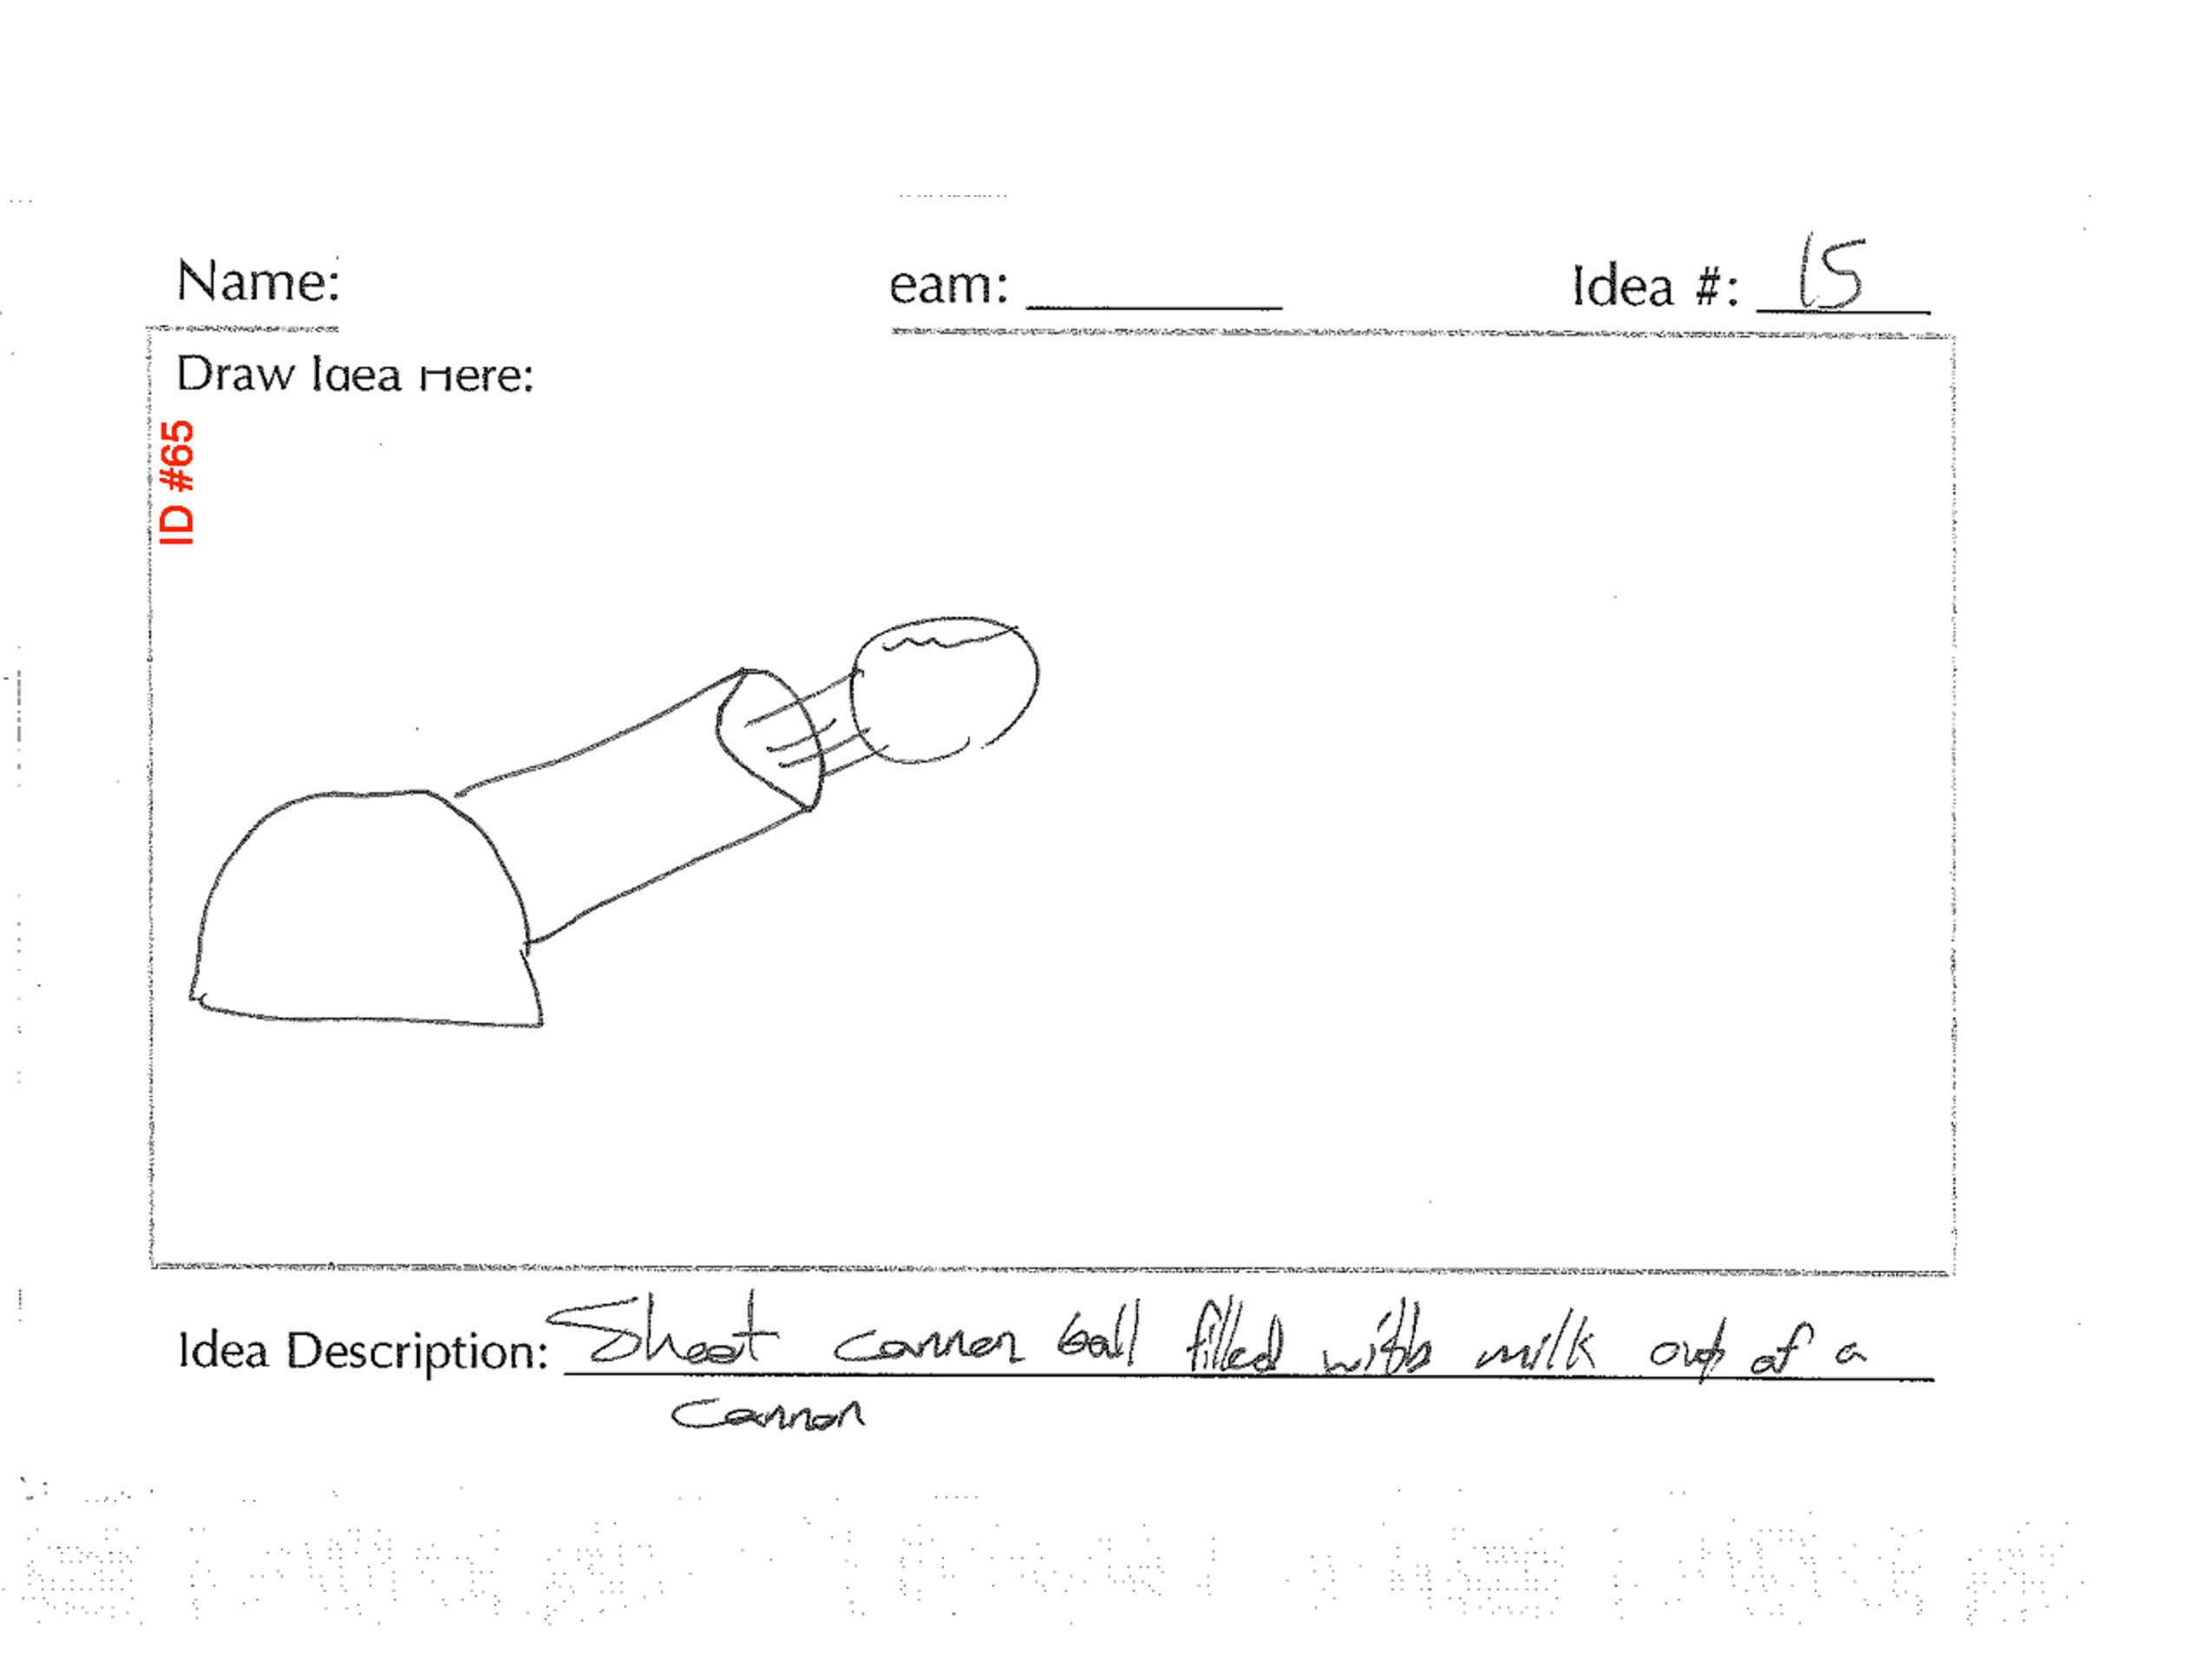 Name:
eam:
Idea #: 15
Draw Idea Here:
ID #65
Idea Description: Shoot cannon ball filled with milk out of a
cannon